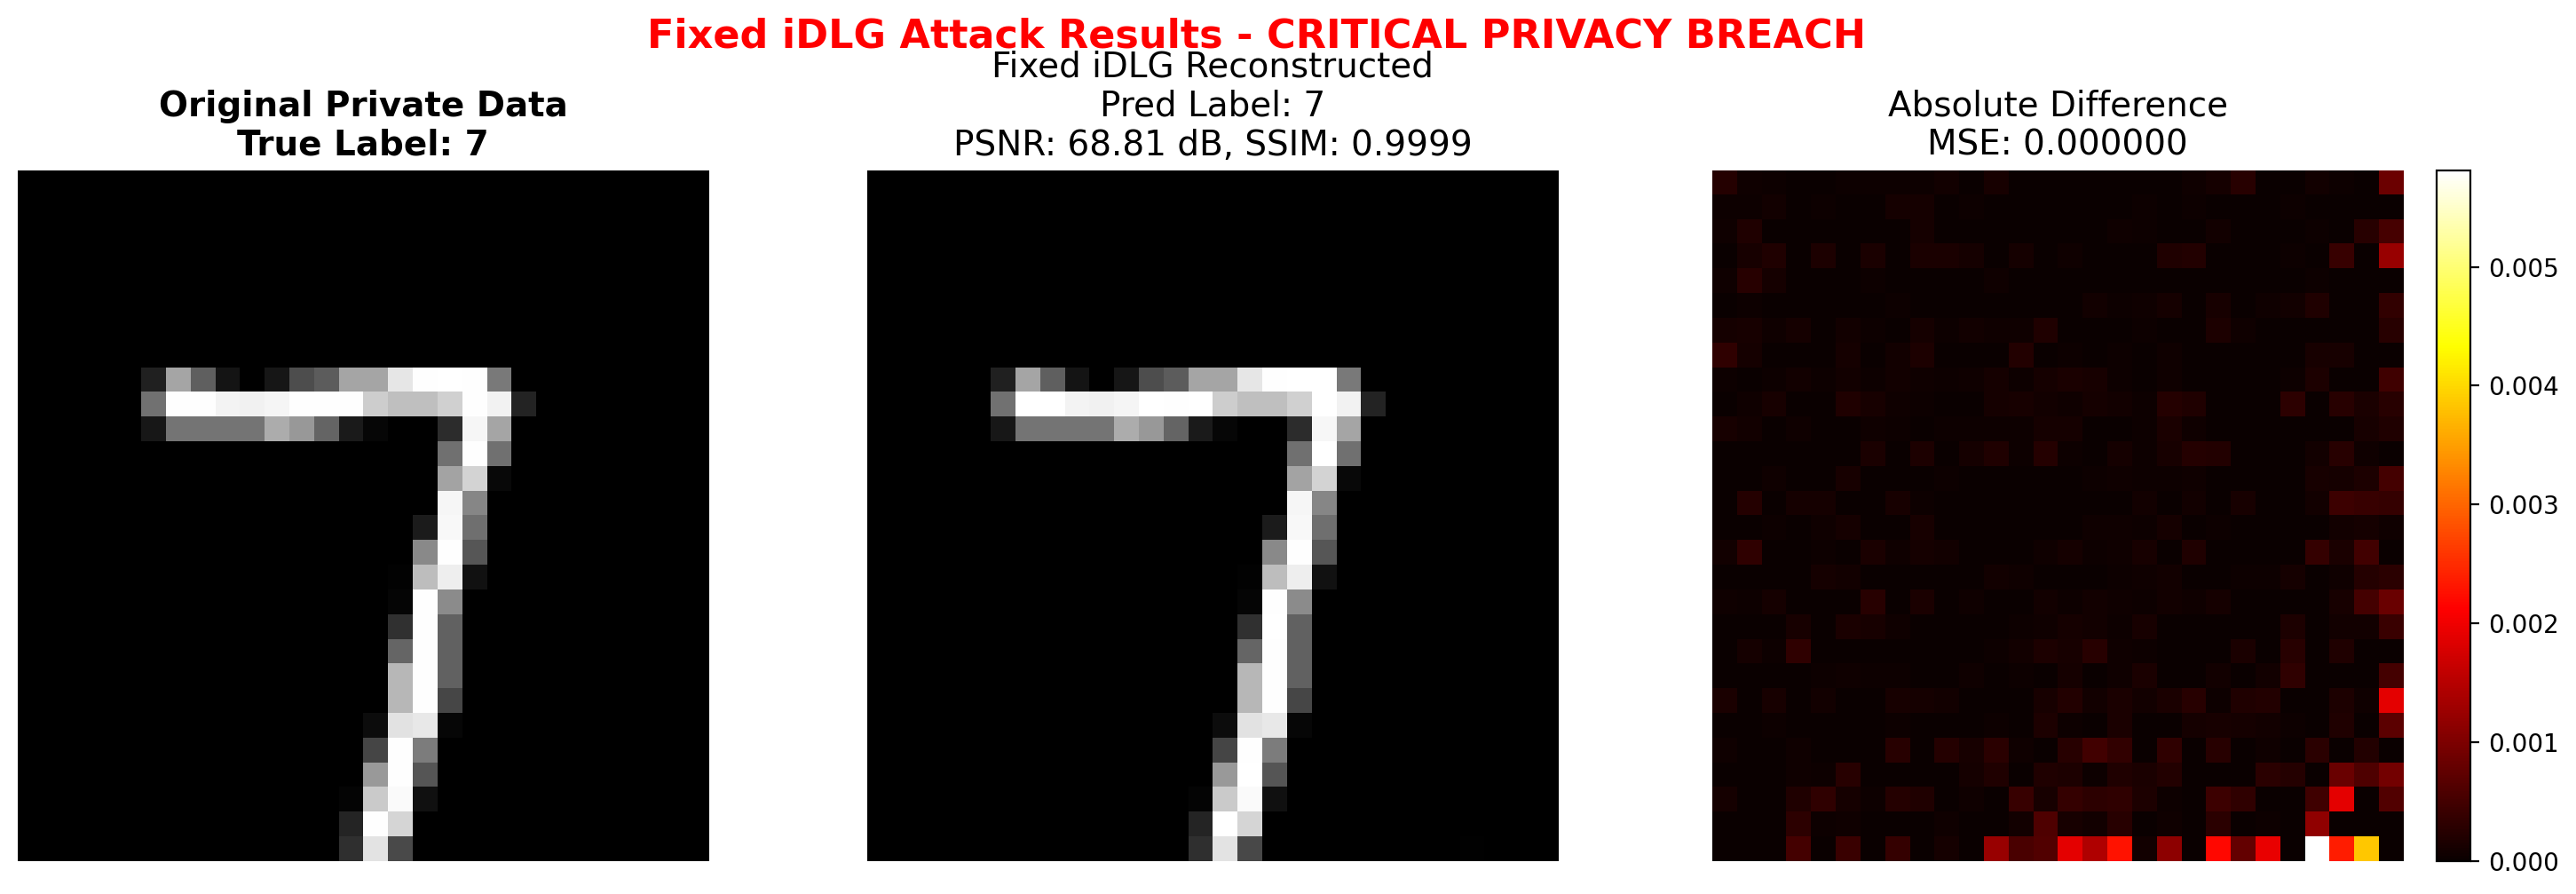 Fixed iDLG Attack Results - CRITICAL PRIVACY BREACH
Original Private Data
True Label: 7
Fixed iDLG Reconstructed
Pred Label: 7
PSNR: 68.81 dB, SSIM: 0.9999
Absolute Difference
MSE: 0.000000
0.005
0.004
0.003
0.002
0.001
0.000
7
7